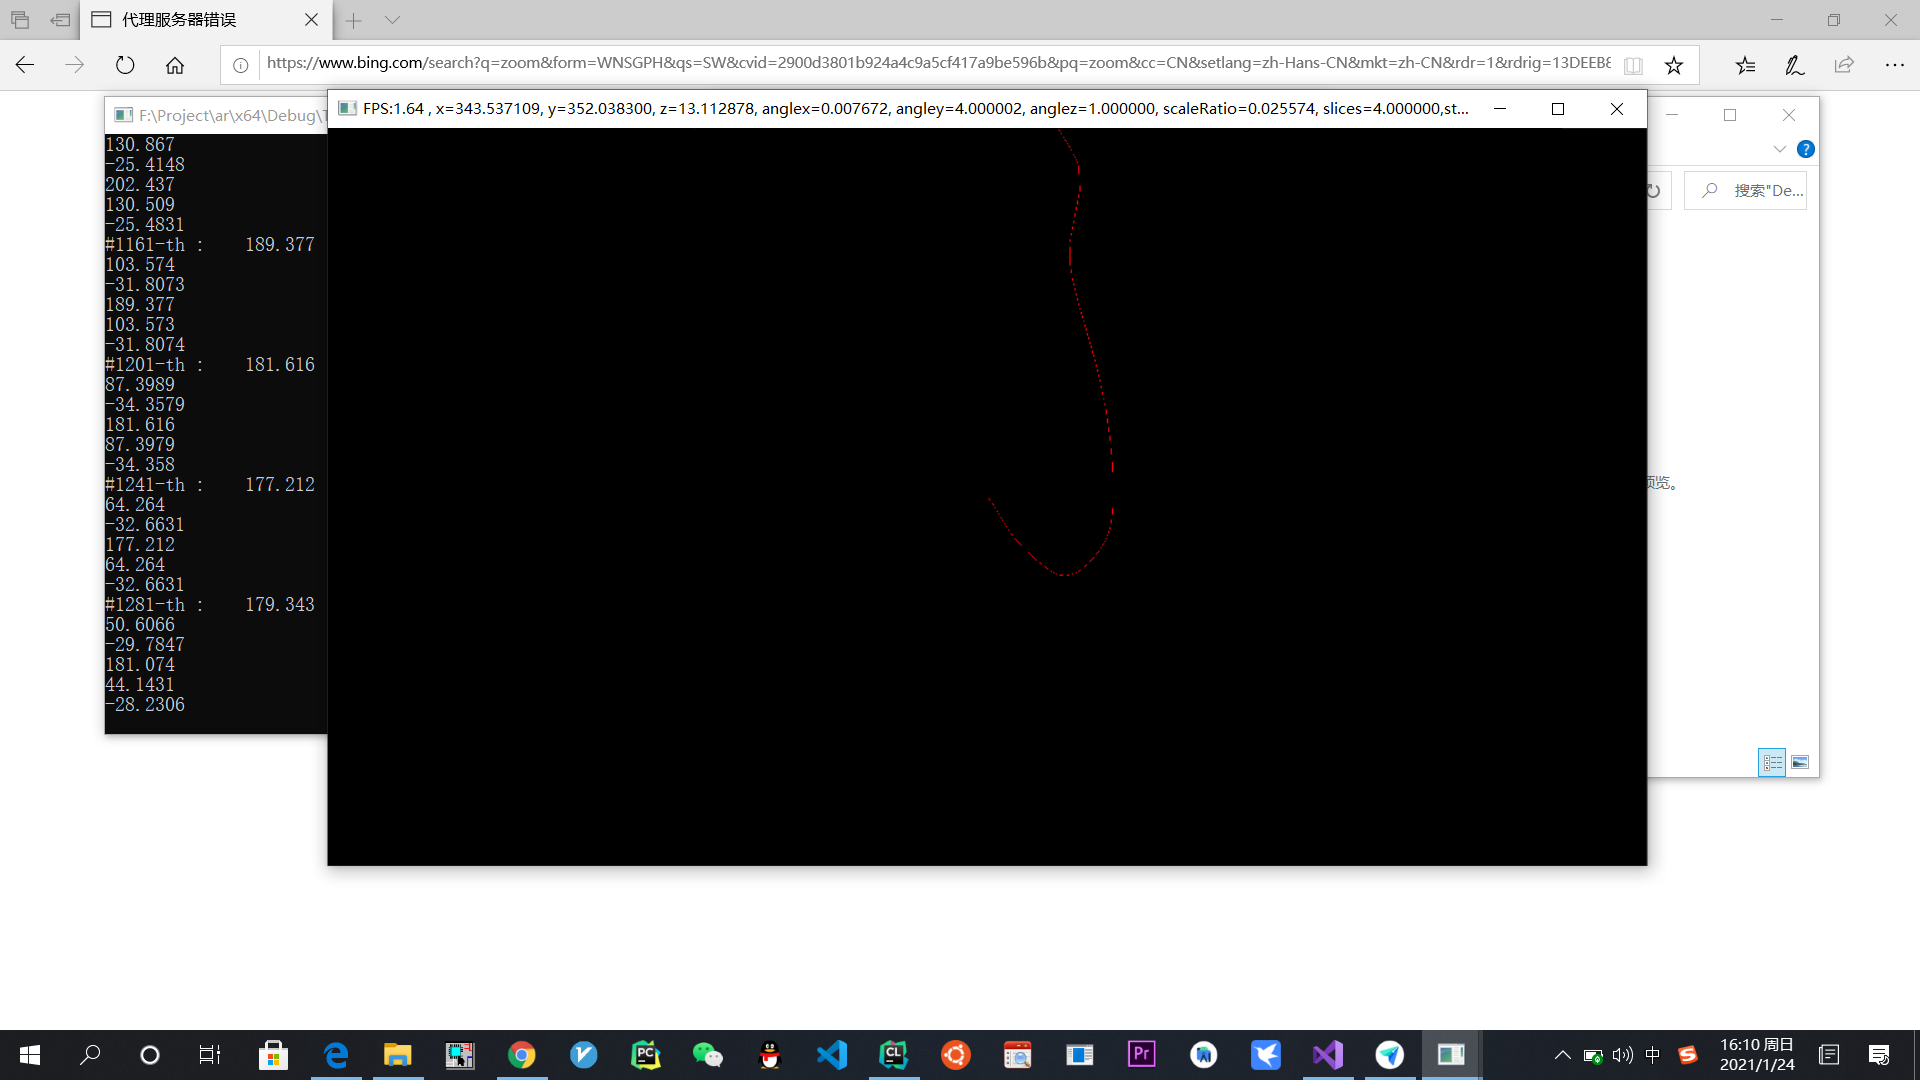 代理服务器错误
https://www.bing.com/search?q=zoom&form=WNSGPH&qs=SW&cvid=2900d3801b924a4c9a5cf417a9be596b&pq=zoom&cc=CN&setlang=zh-Hans-CN&mkt=zh-CN&rdr=1&rdrig=13DEEB8
F:\Project\ar\x64\Debug\T
FPS:1.64 , x=343.537109, y=352.038300, z=13.112878, anglex=0.007672, angley=4.000002, anglez=1.000000, scaleRatio=0.025574, slices=4.000000,st...
130.867
-25.4148
202.437
130.509
-25.4831
#1161-th : 189.377
103.574
-31.8073
189.377
103.573
-31.8074
#1201-th : 181.616
87.3989
-34.3579
181.616
87.3979
-34.358
#1241-th : 177.212
64.264
-32.6631
177.212
64.264
-32.6631
#1281-th : 179.343
50.6066
-29.7847
181.074
44.1431
-28.2306
搜索"De...
预览。
PC
CL
Pr
中
16:10 周日
2021/1/24